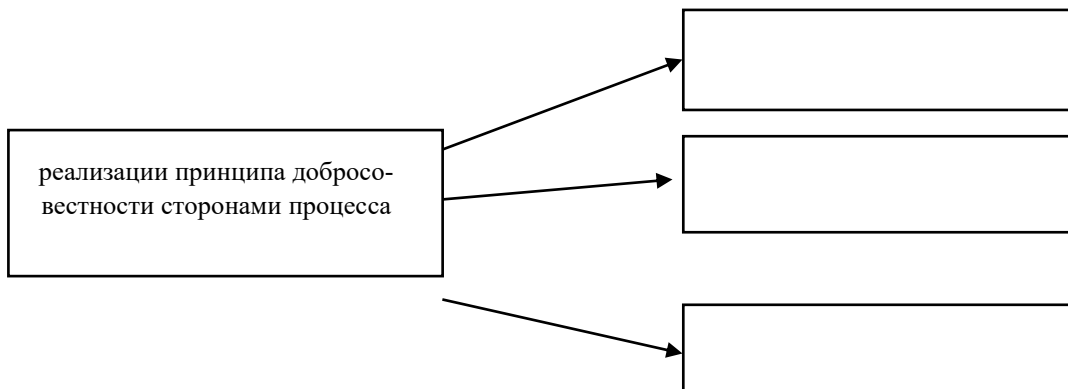 реализации принципа добросо-
вестности сторонами процесса